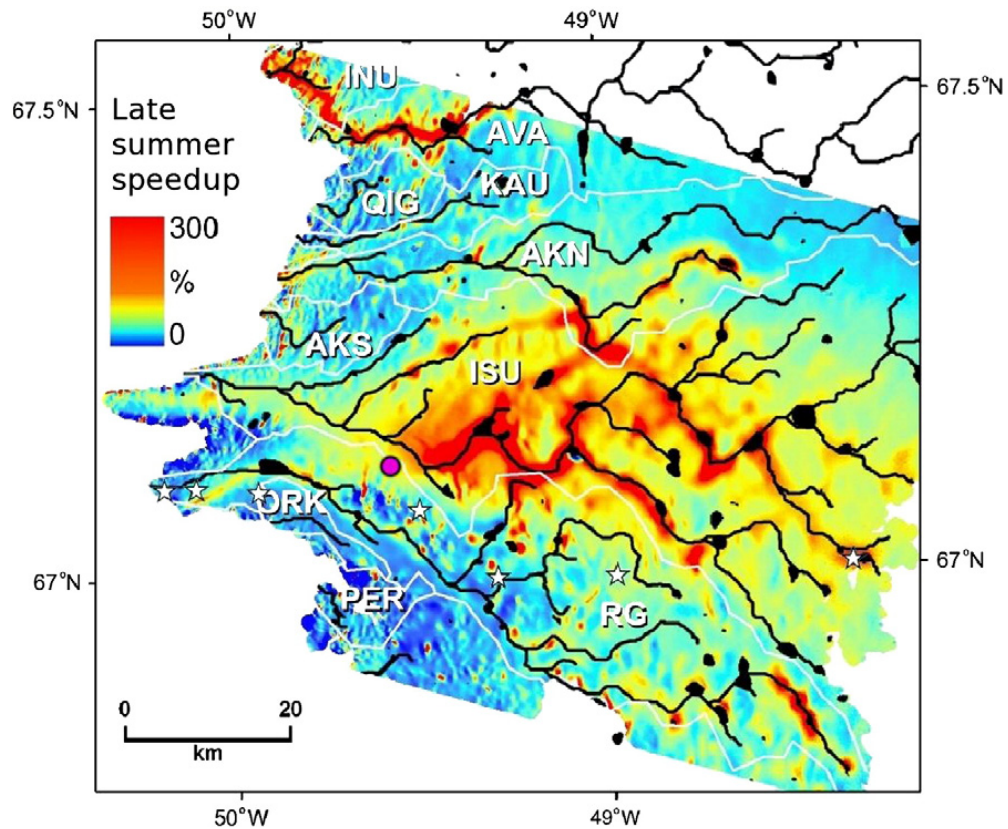 50°W
49°W
67.5°N
67.5°N
Late
summer
speedup
300
%
0
INU
AVA
KAU
QIG
AKN
AKS
ISU
ORK
PER
RG
67°N
67°N
0
20
km
50°W
49°W